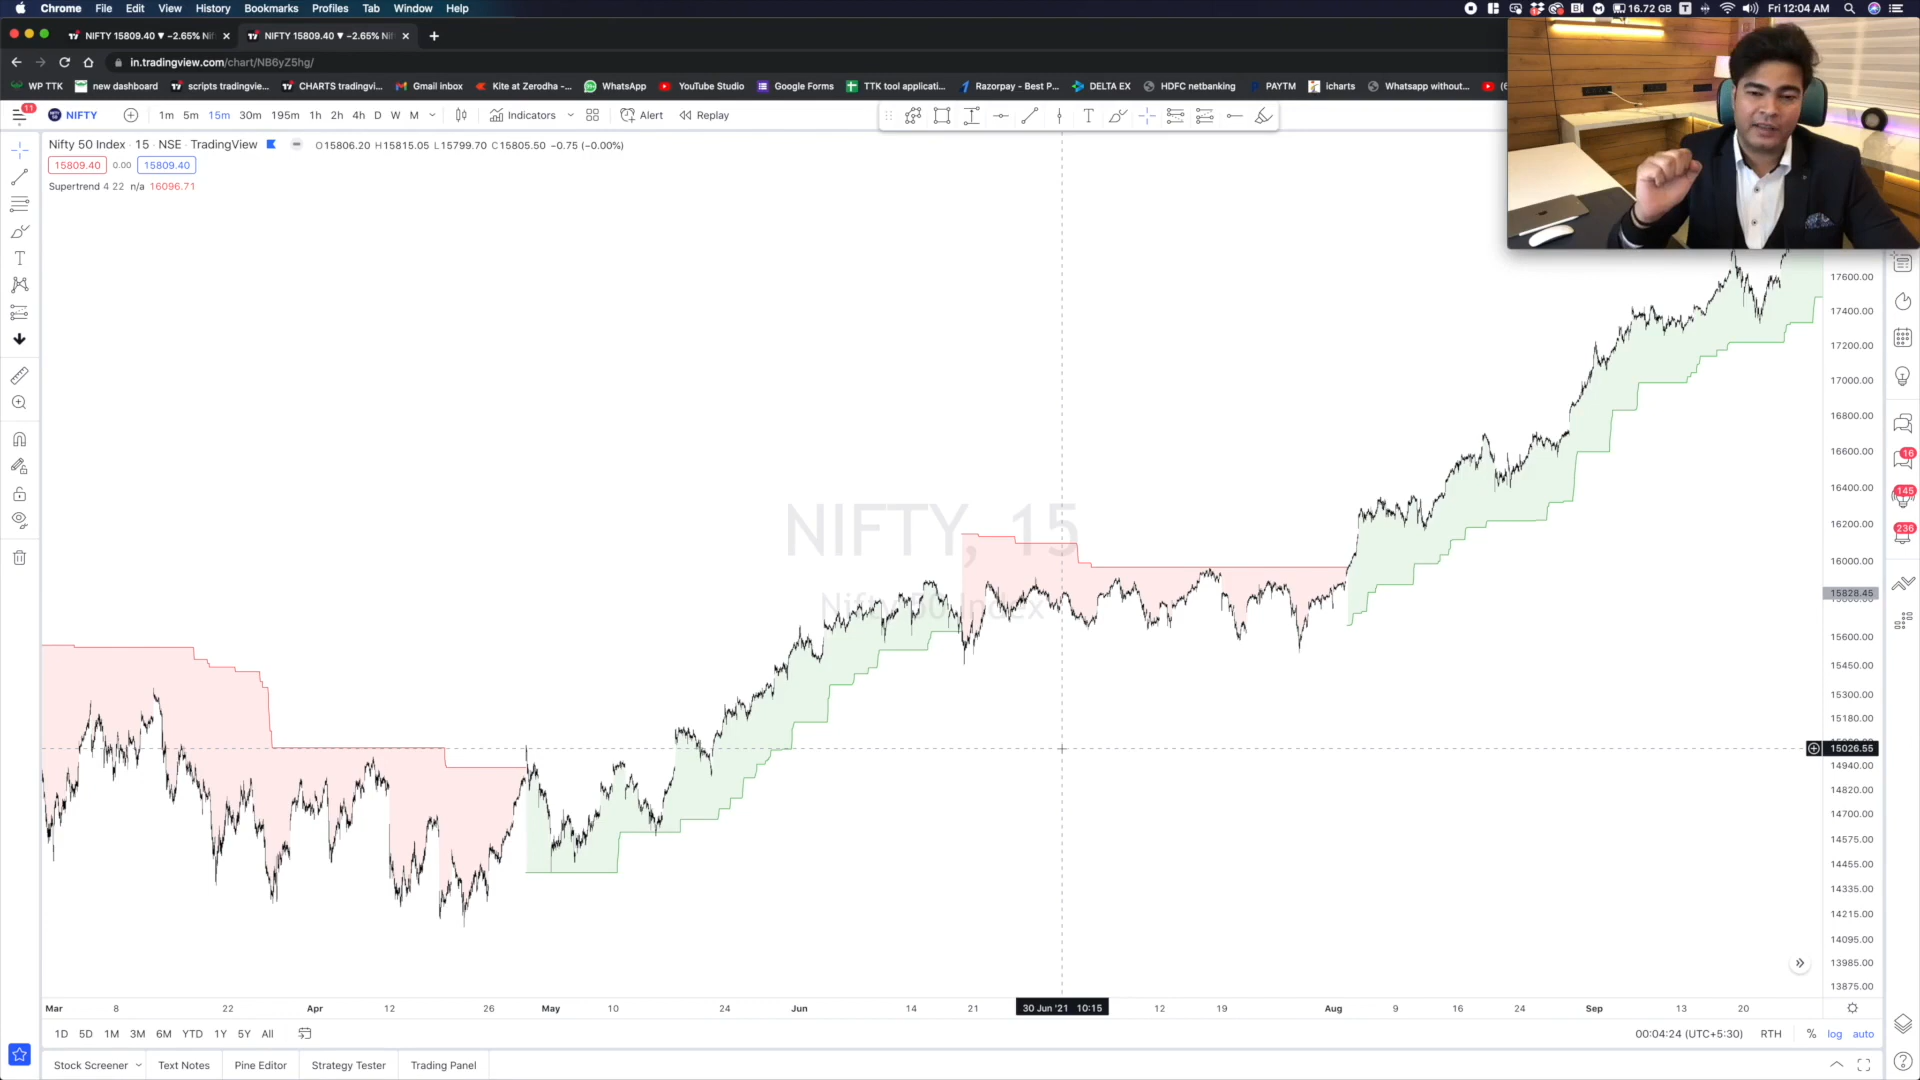 Chrome File Edit View History Bookmarks Profiles Tab Window Help
16.72 GB
Fri 12:04 AM
NIFTY 15809.40 ▼ −2.65% Nif
NIFTY 15809.40 ▼ −2.65% Nif
in.tradingview.com/chart/NB6yZ5hg/
WP TTK
new dashboard
scripts tradingvie...
CHARTS tradingvi...
Gmail inbox
Kite at Zerodha -...
WhatsApp
YouTube Studio
Google Forms
TTK tool applicati...
Razorpay - Best P...
DELTA EX
HDFC netbanking
PAYTM
Icharts
Whatsapp without...
11
NIFTY
1m 5m 15m 30m 195m 1h 2h 4h D W M
Indicators
Alert
Replay
Nifty 50 Index · 15 · NSE · TradingView
O15806.20 H15815.05 L15799.70 C15805.50 −0.75 (−0.00%)
15809.40 0.00 15809.40
Supertrend 4 22 n/a 16096.71
NIFTY, 15
Nifty 50 Index
17600.00
17400.00
17200.00
17000.00
16800.00
16600.00
16400.00
16200.00
16000.00
15828.45
15600.00
15450.00
15300.00
15180.00
15026.55
14940.00
14820.00
14700.00
14575.00
14455.00
14335.00
14215.00
14095.00
13985.00
13875.00
16
145
236
Mar 8 22 Apr 12 26 May 10 24 Jun 14 21 30 Jun '21 10:15 12 19 Aug 9 16 24 Sep 13 20
1D 5D 1M 3M 6M YTD 1Y 5Y All
00:04:24 (UTC+5:30) RTH % log auto
Stock Screener Text Notes Pine Editor Strategy Tester Trading Panel